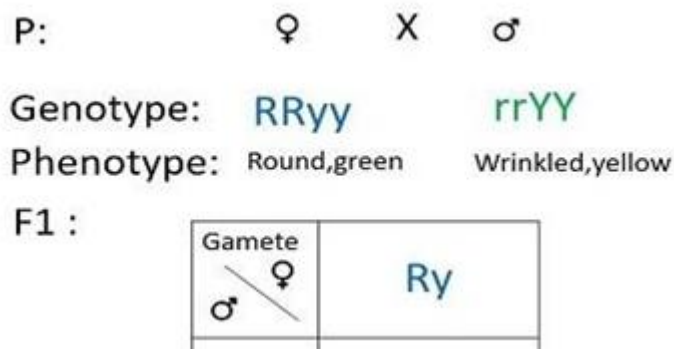 P: ♀ X ♂
Genotype: RRyy rrYY
Phenotype: Round,green Wrinkled,yellow
F1 :
Gamete
♀ Ry
♂